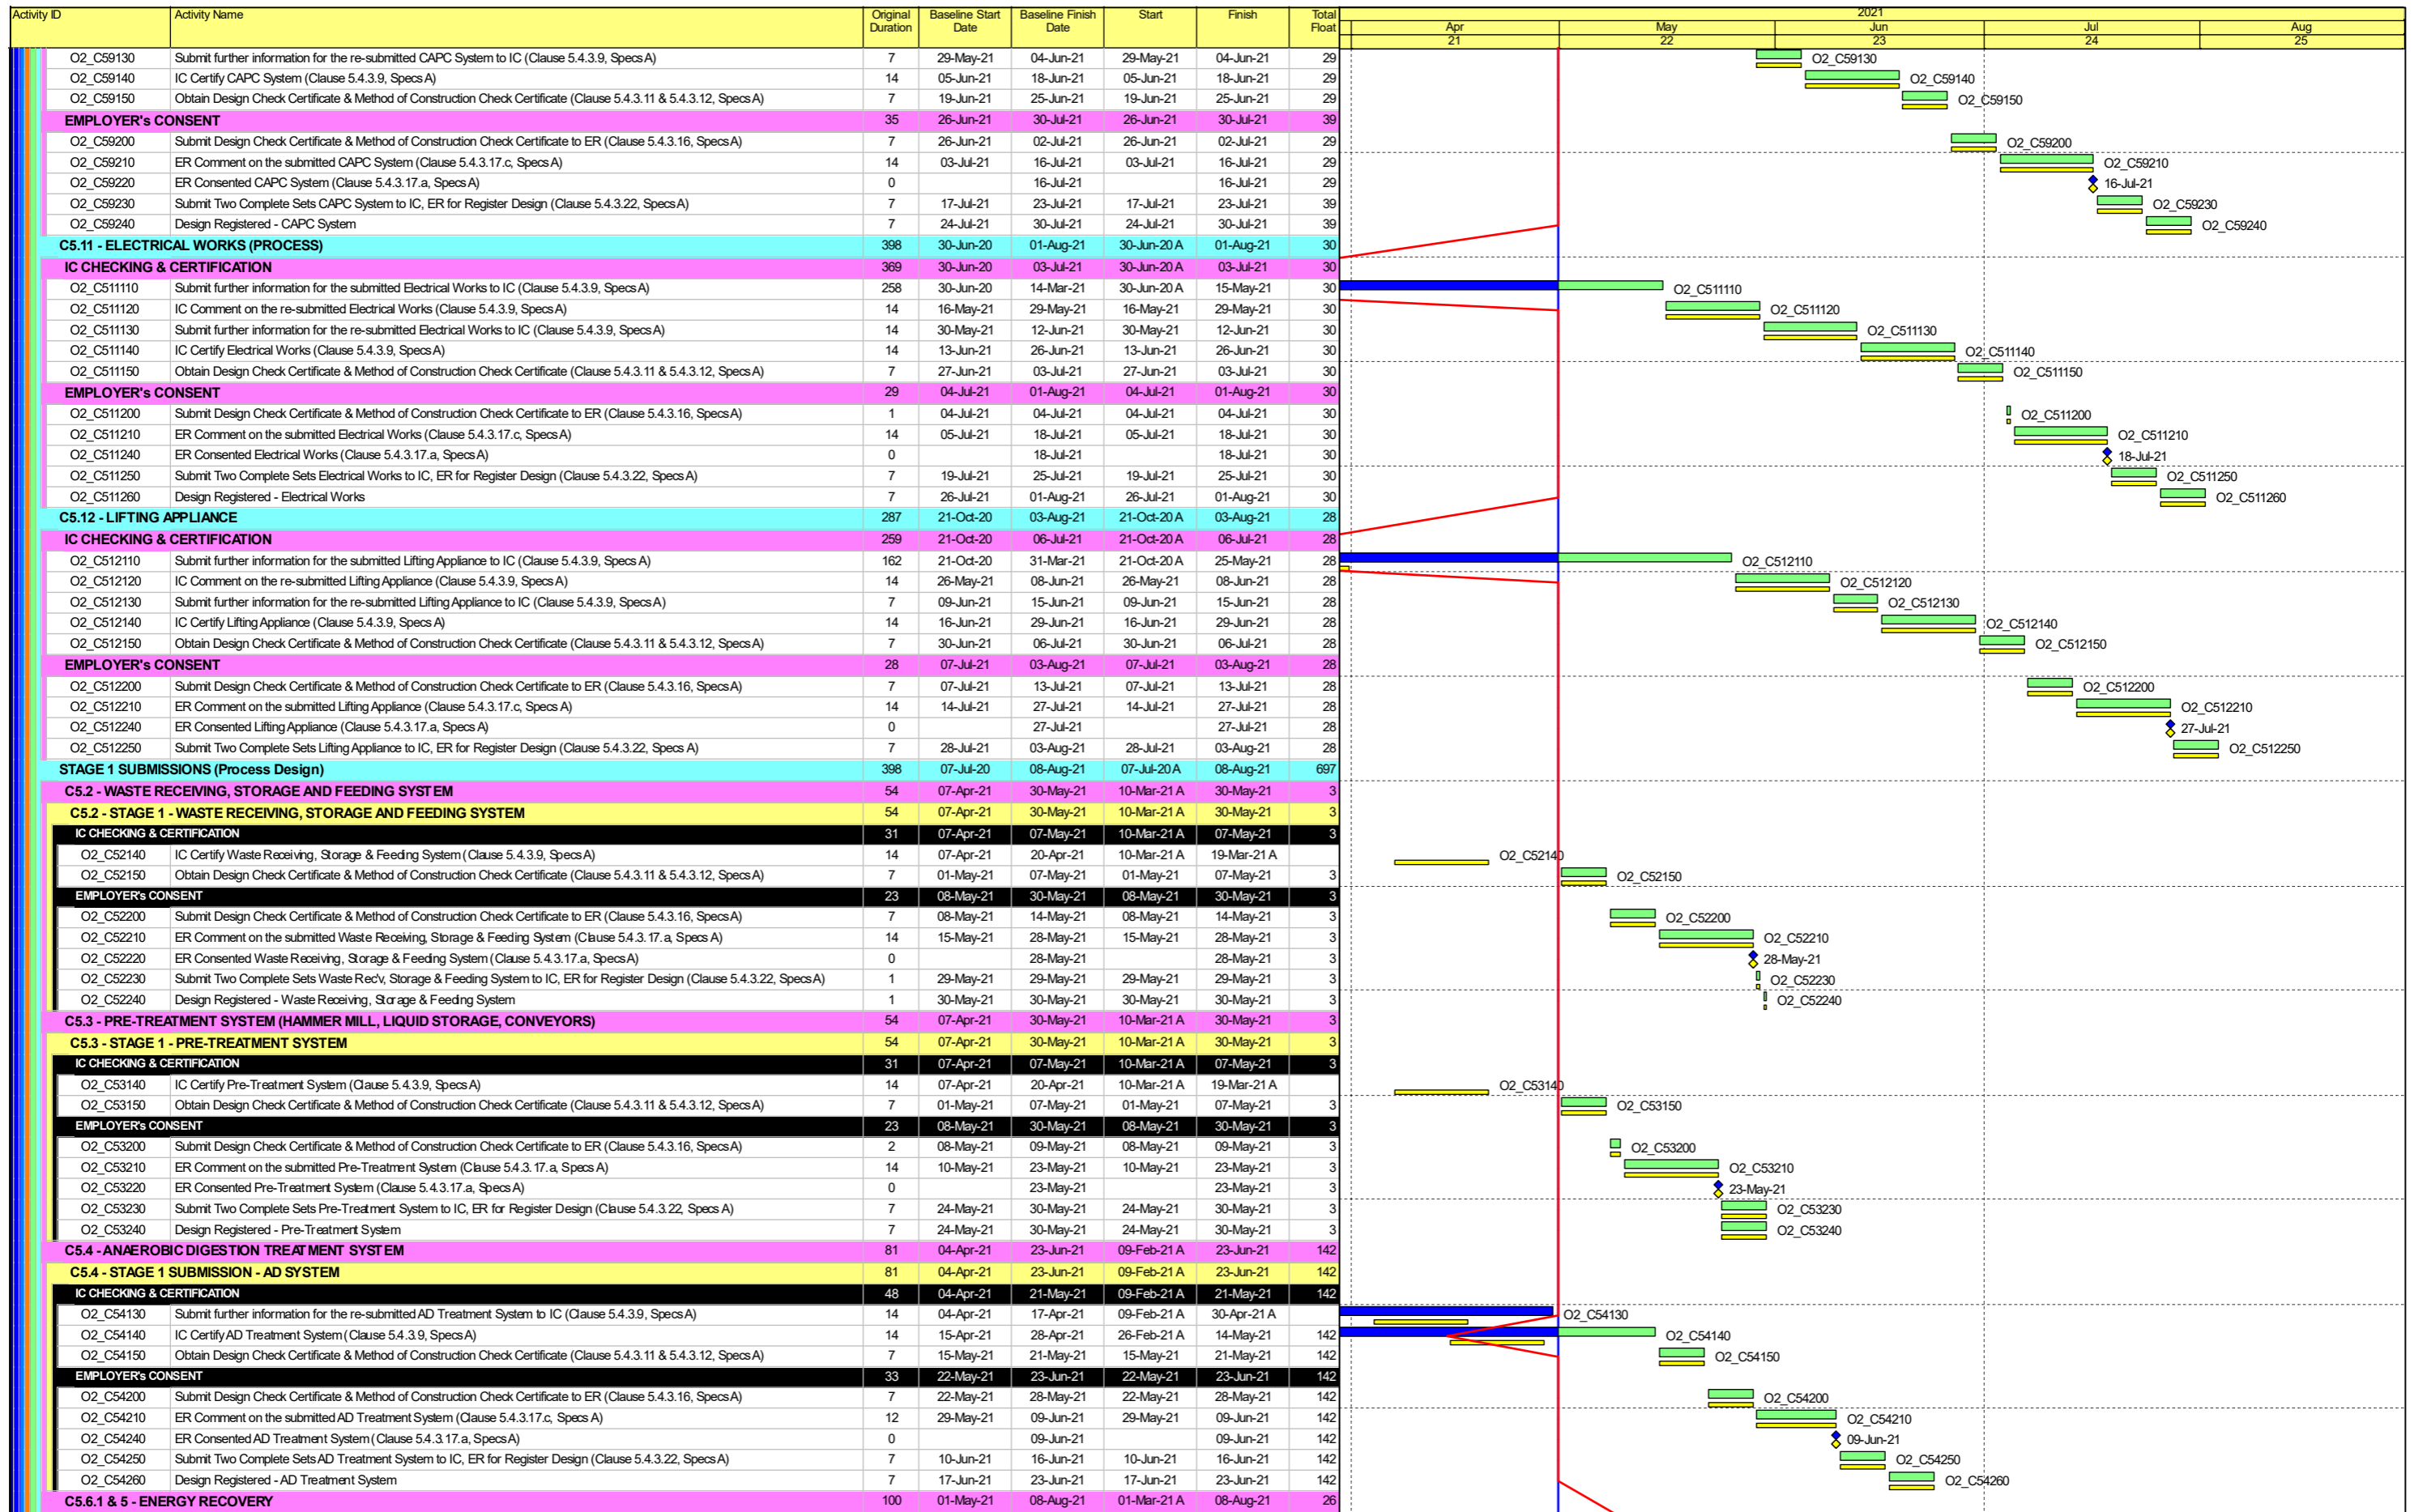 Activity ID Activity Name Original Duration Baseline Start Date Baseline Finish Date Start Finish Total Float 2021
Apr May Jun Jul Aug
21 22 23 24 25
O2_C59130 Submit further information for the re-submitted CAPC System to IC (Clause 5.4.3.9, Specs A) 7 29-May-21 04-Jun-21 29-May-21 04-Jun-21 29 O2_C59130
O2_C59140 IC Certify CAPC System (Clause 5.4.3.9, Specs A) 14 05-Jun-21 18-Jun-21 05-Jun-21 18-Jun-21 29 O2_C59140
O2_C59150 Obtain Design Check Certificate & Method of Construction Check Certificate (Clause 5.4.3.11 & 5.4.3.12, Specs A) 7 19-Jun-21 25-Jun-21 19-Jun-21 25-Jun-21 29 O2_C59150
EMPLOYER's CONSENT 35 26-Jun-21 30-Jul-21 26-Jun-21 30-Jul-21 39
O2_C59200 Submit Design Check Certificate & Method of Construction Check Certificate to ER (Clause 5.4.3.16, Specs A) 7 26-Jun-21 02-Jul-21 26-Jun-21 02-Jul-21 29 O2_C59200
O2_C59210 ER Comment on the submitted CAPC System (Clause 5.4.3.17.c, Specs A) 14 03-Jul-21 16-Jul-21 03-Jul-21 16-Jul-21 29 O2_C59210
O2_C59220 ER Consented CAPC System (Clause 5.4.3.17.a, Specs A) 0 16-Jul-21 16-Jul-21 29 16-Jul-21
O2_C59230 Submit Two Complete Sets CAPC System to IC, ER for Register Design (Clause 5.4.3.22, Specs A) 7 17-Jul-21 23-Jul-21 17-Jul-21 23-Jul-21 39 O2_C59230
O2_C59240 Design Registered - CAPC System 7 24-Jul-21 30-Jul-21 24-Jul-21 30-Jul-21 39 O2_C59240
C5.11 - ELECTRICAL WORKS (PROCESS) 398 30-Jun-20 01-Aug-21 30-Jun-20 A 01-Aug-21 30
IC CHECKING & CERTIFICATION 369 30-Jun-20 03-Jul-21 30-Jun-20 A 03-Jul-21 30
O2_C511110 Submit further information for the submitted Electrical Works to IC (Clause 5.4.3.9, Specs A) 258 30-Jun-20 14-Mar-21 30-Jun-20 A 15-May-21 30 O2_C511110
O2_C511120 IC Comment on the re-submitted Electrical Works (Clause 5.4.3.9, Specs A) 14 16-May-21 29-May-21 16-May-21 29-May-21 30 O2_C511120
O2_C511130 Submit further information for the re-submitted Electrical Works to IC (Clause 5.4.3.9, Specs A) 14 30-May-21 12-Jun-21 30-May-21 12-Jun-21 30 O2_C511130
O2_C511140 IC Certify Electrical Works (Clause 5.4.3.9, Specs A) 14 13-Jun-21 26-Jun-21 13-Jun-21 26-Jun-21 30 O2_C511140
O2_C511150 Obtain Design Check Certificate & Method of Construction Check Certificate (Clause 5.4.3.11 & 5.4.3.12, Specs A) 7 27-Jun-21 03-Jul-21 27-Jun-21 03-Jul-21 30 O2_C511150
EMPLOYER's CONSENT 29 04-Jul-21 01-Aug-21 04-Jul-21 01-Aug-21 30
O2_C511200 Submit Design Check Certificate & Method of Construction Check Certificate to ER (Clause 5.4.3.16, Specs A) 1 04-Jul-21 04-Jul-21 04-Jul-21 04-Jul-21 30 O2_C511200
O2_C511210 ER Comment on the submitted Electrical Works (Clause 5.4.3.17.c, Specs A) 14 05-Jul-21 18-Jul-21 05-Jul-21 18-Jul-21 30 O2_C511210
O2_C511240 ER Consented Electrical Works (Clause 5.4.3.17.a, Specs A) 0 18-Jul-21 18-Jul-21 30 18-Jul-21
O2_C511250 Submit Two Complete Sets Electrical Works to IC, ER for Register Design (Clause 5.4.3.22, Specs A) 7 19-Jul-21 25-Jul-21 19-Jul-21 25-Jul-21 30 O2_C511250
O2_C511260 Design Registered - Electrical Works 7 26-Jul-21 01-Aug-21 26-Jul-21 01-Aug-21 30 O2_C511260
C5.12 - LIFTING APPLIANCE 287 21-Oct-20 03-Aug-21 21-Oct-20 A 03-Aug-21 28
IC CHECKING & CERTIFICATION 259 21-Oct-20 06-Jul-21 21-Oct-20 A 06-Jul-21 28
O2_C512110 Submit further information for the submitted Lifting Appliance to IC (Clause 5.4.3.9, Specs A) 162 21-Oct-20 31-Mar-21 21-Oct-20 A 25-May-21 28 O2_C512110
O2_C512120 IC Comment on the re-submitted Lifting Appliance (Clause 5.4.3.9, Specs A) 14 26-May-21 08-Jun-21 26-May-21 08-Jun-21 28 O2_C512120
O2_C512130 Submit further information for the re-submitted Lifting Appliance to IC (Clause 5.4.3.9, Specs A) 7 09-Jun-21 15-Jun-21 09-Jun-21 15-Jun-21 28 O2_C512130
O2_C512140 IC Certify Lifting Appliance (Clause 5.4.3.9, Specs A) 14 16-Jun-21 29-Jun-21 16-Jun-21 29-Jun-21 28 O2_C512140
O2_C512150 Obtain Design Check Certificate & Method of Construction Check Certificate (Clause 5.4.3.11 & 5.4.3.12, Specs A) 7 30-Jun-21 06-Jul-21 30-Jun-21 06-Jul-21 28 O2_C512150
EMPLOYER's CONSENT 28 07-Jul-21 03-Aug-21 07-Jul-21 03-Aug-21 28
O2_C512200 Submit Design Check Certificate & Method of Construction Check Certificate to ER (Clause 5.4.3.16, Specs A) 7 07-Jul-21 13-Jul-21 07-Jul-21 13-Jul-21 28 O2_C512200
O2_C512210 ER Comment on the submitted Lifting Appliance (Clause 5.4.3.17.c, Specs A) 14 14-Jul-21 27-Jul-21 14-Jul-21 27-Jul-21 28 O2_C512210
O2_C512240 ER Consented Lifting Appliance (Clause 5.4.3.17.a, Specs A) 0 27-Jul-21 27-Jul-21 28 27-Jul-21
O2_C512250 Submit Two Complete Sets Lifting Appliance to IC, ER for Register Design (Clause 5.4.3.22, Specs A) 7 28-Jul-21 03-Aug-21 28-Jul-21 03-Aug-21 28 O2_C512250
STAGE 1 SUBMISSIONS (Process Design) 398 07-Jul-20 08-Aug-21 07-Jul-20 A 08-Aug-21 697
C5.2 - WASTE RECEIVING, STORAGE AND FEEDING SYSTEM 54 07-Apr-21 30-May-21 10-Mar-21 A 30-May-21 3
C5.2 - STAGE 1 - WASTE RECEIVING, STORAGE AND FEEDING SYSTEM 54 07-Apr-21 30-May-21 10-Mar-21 A 30-May-21 3
IC CHECKING & CERTIFICATION 31 07-Apr-21 07-May-21 10-Mar-21 A 07-May-21 3
O2_C52140 IC Certify Waste Receiving, Storage & Feeding System (Clause 5.4.3.9, Specs A) 14 07-Apr-21 20-Apr-21 10-Mar-21 A 19-Mar-21 A O2_C52140
O2_C52150 Obtain Design Check Certificate & Method of Construction Check Certificate (Clause 5.4.3.11 & 5.4.3.12, Specs A) 7 01-May-21 07-May-21 01-May-21 07-May-21 3 O2_C52150
EMPLOYER's CONSENT 23 08-May-21 30-May-21 08-May-21 30-May-21 3
O2_C52200 Submit Design Check Certificate & Method of Construction Check Certificate to ER (Clause 5.4.3.16, Specs A) 7 08-May-21 14-May-21 08-May-21 14-May-21 3 O2_C52200
O2_C52210 ER Comment on the submitted Waste Receiving, Storage & Feeding System (Clause 5.4.3.17.a, Specs A) 14 15-May-21 28-May-21 15-May-21 28-May-21 3 O2_C52210
O2_C52220 ER Consented Waste Receiving, Storage & Feeding System (Clause 5.4.3.17.a, Specs A) 0 28-May-21 28-May-21 3 28-May-21
O2_C52230 Submit Two Complete Sets Waste Rec'v, Storage & Feeding System to IC, ER for Register Design (Clause 5.4.3.22, Specs A) 1 29-May-21 29-May-21 29-May-21 29-May-21 3 O2_C52230
O2_C52240 Design Registered - Waste Receiving, Storage & Feeding System 1 30-May-21 30-May-21 30-May-21 30-May-21 3 O2_C52240
C5.3 - PRE-TREATMENT SYSTEM (HAMMER MILL, LIQUID STORAGE, CONVEYORS) 54 07-Apr-21 30-May-21 10-Mar-21 A 30-May-21 3
C5.3 - STAGE 1 - PRE-TREATMENT SYSTEM 54 07-Apr-21 30-May-21 10-Mar-21 A 30-May-21 3
IC CHECKING & CERTIFICATION 31 07-Apr-21 07-May-21 10-Mar-21 A 07-May-21 3
O2_C53140 IC Certify Pre-Treatment System (Clause 5.4.3.9, Specs A) 14 07-Apr-21 20-Apr-21 10-Mar-21 A 19-Mar-21 A O2_C53140
O2_C53150 Obtain Design Check Certificate & Method of Construction Check Certificate (Clause 5.4.3.11 & 5.4.3.12, Specs A) 7 01-May-21 07-May-21 01-May-21 07-May-21 3 O2_C53150
EMPLOYER's CONSENT 23 08-May-21 30-May-21 08-May-21 30-May-21 3
O2_C53200 Submit Design Check Certificate & Method of Construction Check Certificate to ER (Clause 5.4.3.16, Specs A) 2 08-May-21 09-May-21 08-May-21 09-May-21 3 O2_C53200
O2_C53210 ER Comment on the submitted Pre-Treatment System (Clause 5.4.3.17.a, Specs A) 14 10-May-21 23-May-21 10-May-21 23-May-21 3 O2_C53210
O2_C53220 ER Consented Pre-Treatment System (Clause 5.4.3.17.a, Specs A) 0 23-May-21 23-May-21 3 23-May-21
O2_C53230 Submit Two Complete Sets Pre-Treatment System to IC, ER for Register Design (Clause 5.4.3.22, Specs A) 7 24-May-21 30-May-21 24-May-21 30-May-21 3 O2_C53230
O2_C53240 Design Registered - Pre-Treatment System 7 24-May-21 30-May-21 24-May-21 30-May-21 3 O2_C53240
C5.4 - ANAEROBIC DIGESTION TREATMENT SYSTEM 81 04-Apr-21 23-Jun-21 09-Feb-21 A 23-Jun-21 142
C5.4 - STAGE 1 SUBMISSION - AD SYSTEM 81 04-Apr-21 23-Jun-21 09-Feb-21 A 23-Jun-21 142
IC CHECKING & CERTIFICATION 48 04-Apr-21 21-May-21 09-Feb-21 A 21-May-21 142
O2_C54130 Submit further information for the re-submitted AD Treatment System to IC (Clause 5.4.3.9, Specs A) 14 04-Apr-21 17-Apr-21 09-Feb-21 A 30-Apr-21 A O2_C54130
O2_C54140 IC Certify AD Treatment System (Clause 5.4.3.9, Specs A) 14 15-Apr-21 28-Apr-21 26-Feb-21 A 14-May-21 142 O2_C54140
O2_C54150 Obtain Design Check Certificate & Method of Construction Check Certificate (Clause 5.4.3.11 & 5.4.3.12, Specs A) 7 15-May-21 21-May-21 15-May-21 21-May-21 142 O2_C54150
EMPLOYER's CONSENT 33 22-May-21 23-Jun-21 22-May-21 23-Jun-21 142
O2_C54200 Submit Design Check Certificate & Method of Construction Check Certificate to ER (Clause 5.4.3.16, Specs A) 7 22-May-21 28-May-21 22-May-21 28-May-21 142 O2_C54200
O2_C54210 ER Comment on the submitted AD Treatment System (Clause 5.4.3.17.c, Specs A) 12 29-May-21 09-Jun-21 29-May-21 09-Jun-21 142 O2_C54210
O2_C54240 ER Consented AD Treatment System (Clause 5.4.3.17.a, Specs A) 0 09-Jun-21 09-Jun-21 142 09-Jun-21
O2_C54250 Submit Two Complete Sets AD Treatment System to IC, ER for Register Design (Clause 5.4.3.22, Specs A) 7 10-Jun-21 16-Jun-21 10-Jun-21 16-Jun-21 142 O2_C54250
O2_C54260 Design Registered - AD Treatment System 7 17-Jun-21 23-Jun-21 17-Jun-21 23-Jun-21 142 O2_C54260
C5.6.1 & 5 - ENERGY RECOVERY 100 01-May-21 08-Aug-21 01-Mar-21 A 08-Aug-21 26